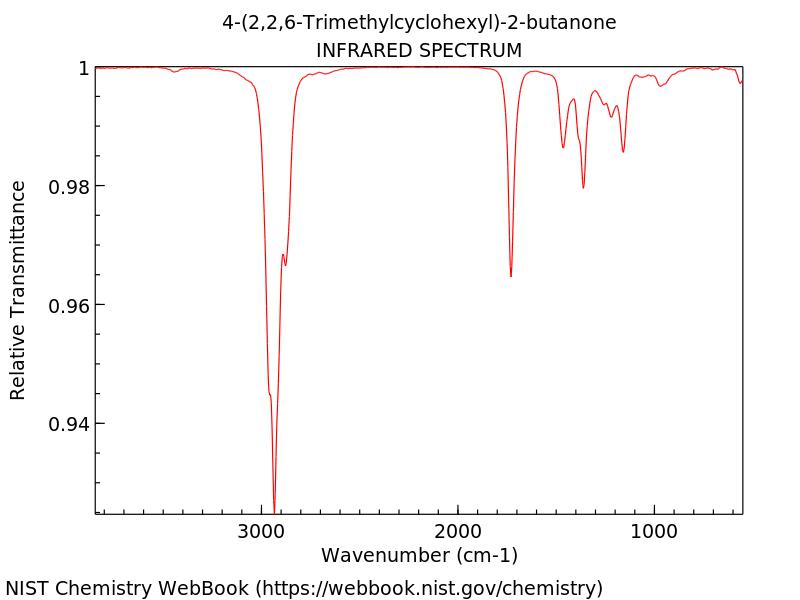 4-(2,2,6-Trimethylcyclohexyl)-2-butanone
INFRARED SPECTRUM
1
0.98
0.96
0.94
Relative Transmittance
3000 2000 1000
Wavenumber (cm-1)
NIST Chemistry WebBook (https://webbook.nist.gov/chemistry)